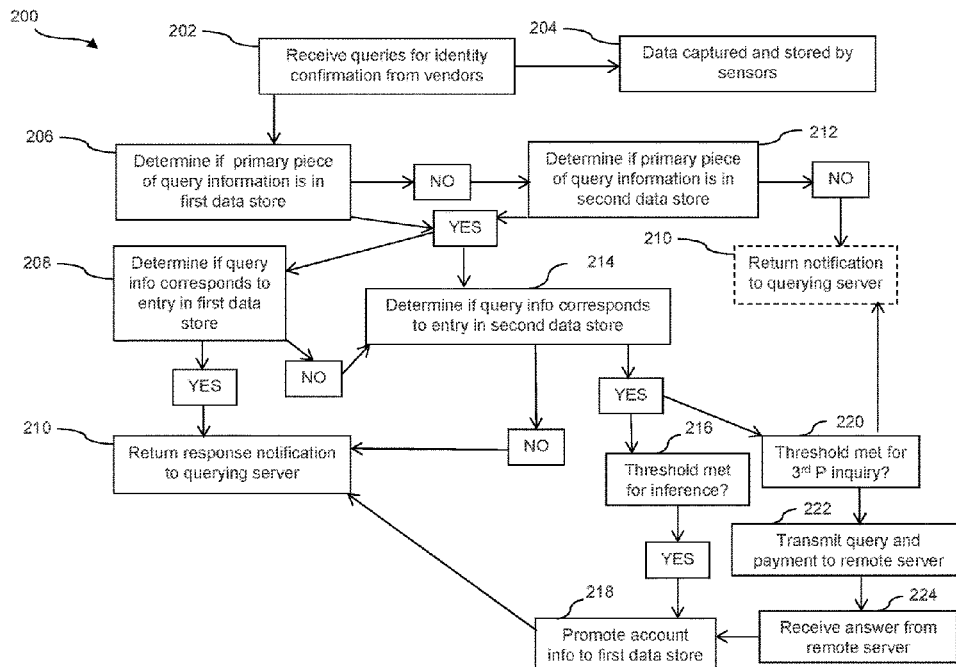 200
202
Receive queries for identity
confirmation from vendors
204
Data captured and stored by
sensors
206
Determine if primary piece
of query information is in
first data store
NO
212
Determine if primary piece
of query information is in
second data store
NO
YES
210
Return notification
to querying server
208
Determine if query
info corresponds to
entry in first data
store
214
Determine if query info corresponds
to entry in second data store
YES
NO
YES
NO
210
Return response notification
to querying server
216
Threshold met
for inference?
220
Threshold met for
3rd P inquiry?
222
Transmit query and
payment to remote server
YES
218
Promote account
info to first data store
224
Receive answer from
remote server